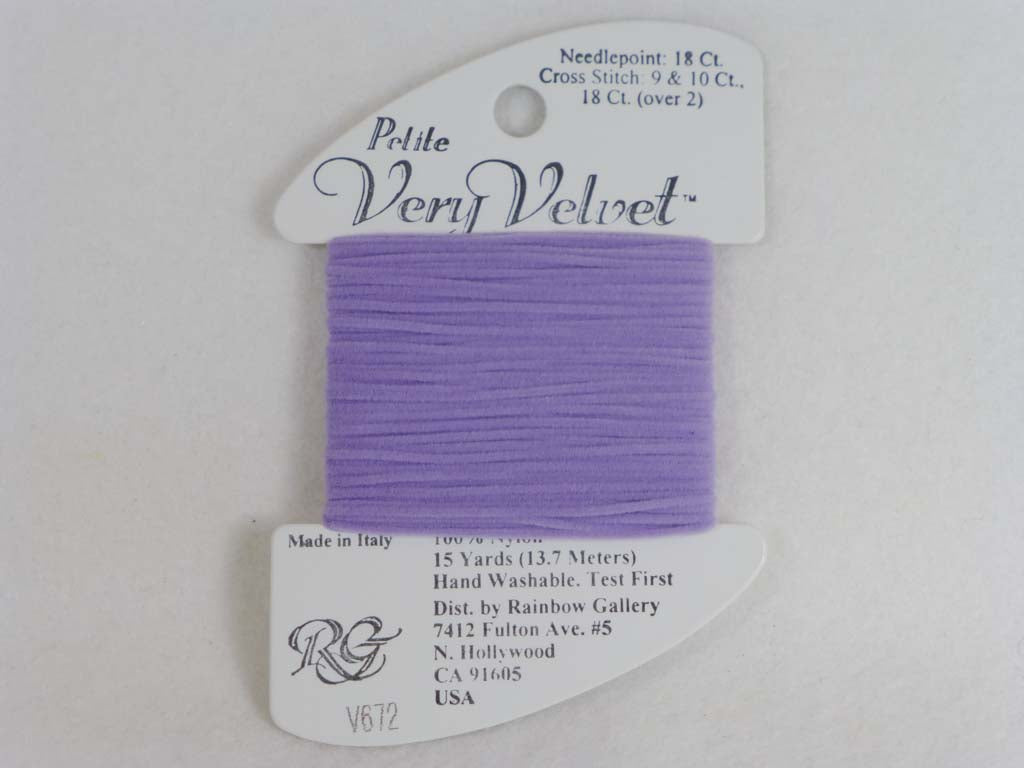 Needlepoint: 18 Ct.
Cross Stitch: 9 & 10 Ct.,
18 Ct. (over 2)
Petite
Very Velvet™
Made in Italy
100% Nylon
15 Yards (13.7 Meters)
Hand Washable. Test First
Dist. by Rainbow Gallery
7412 Fulton Ave. #5
N. Hollywood
CA 91605
USA
RG
V672